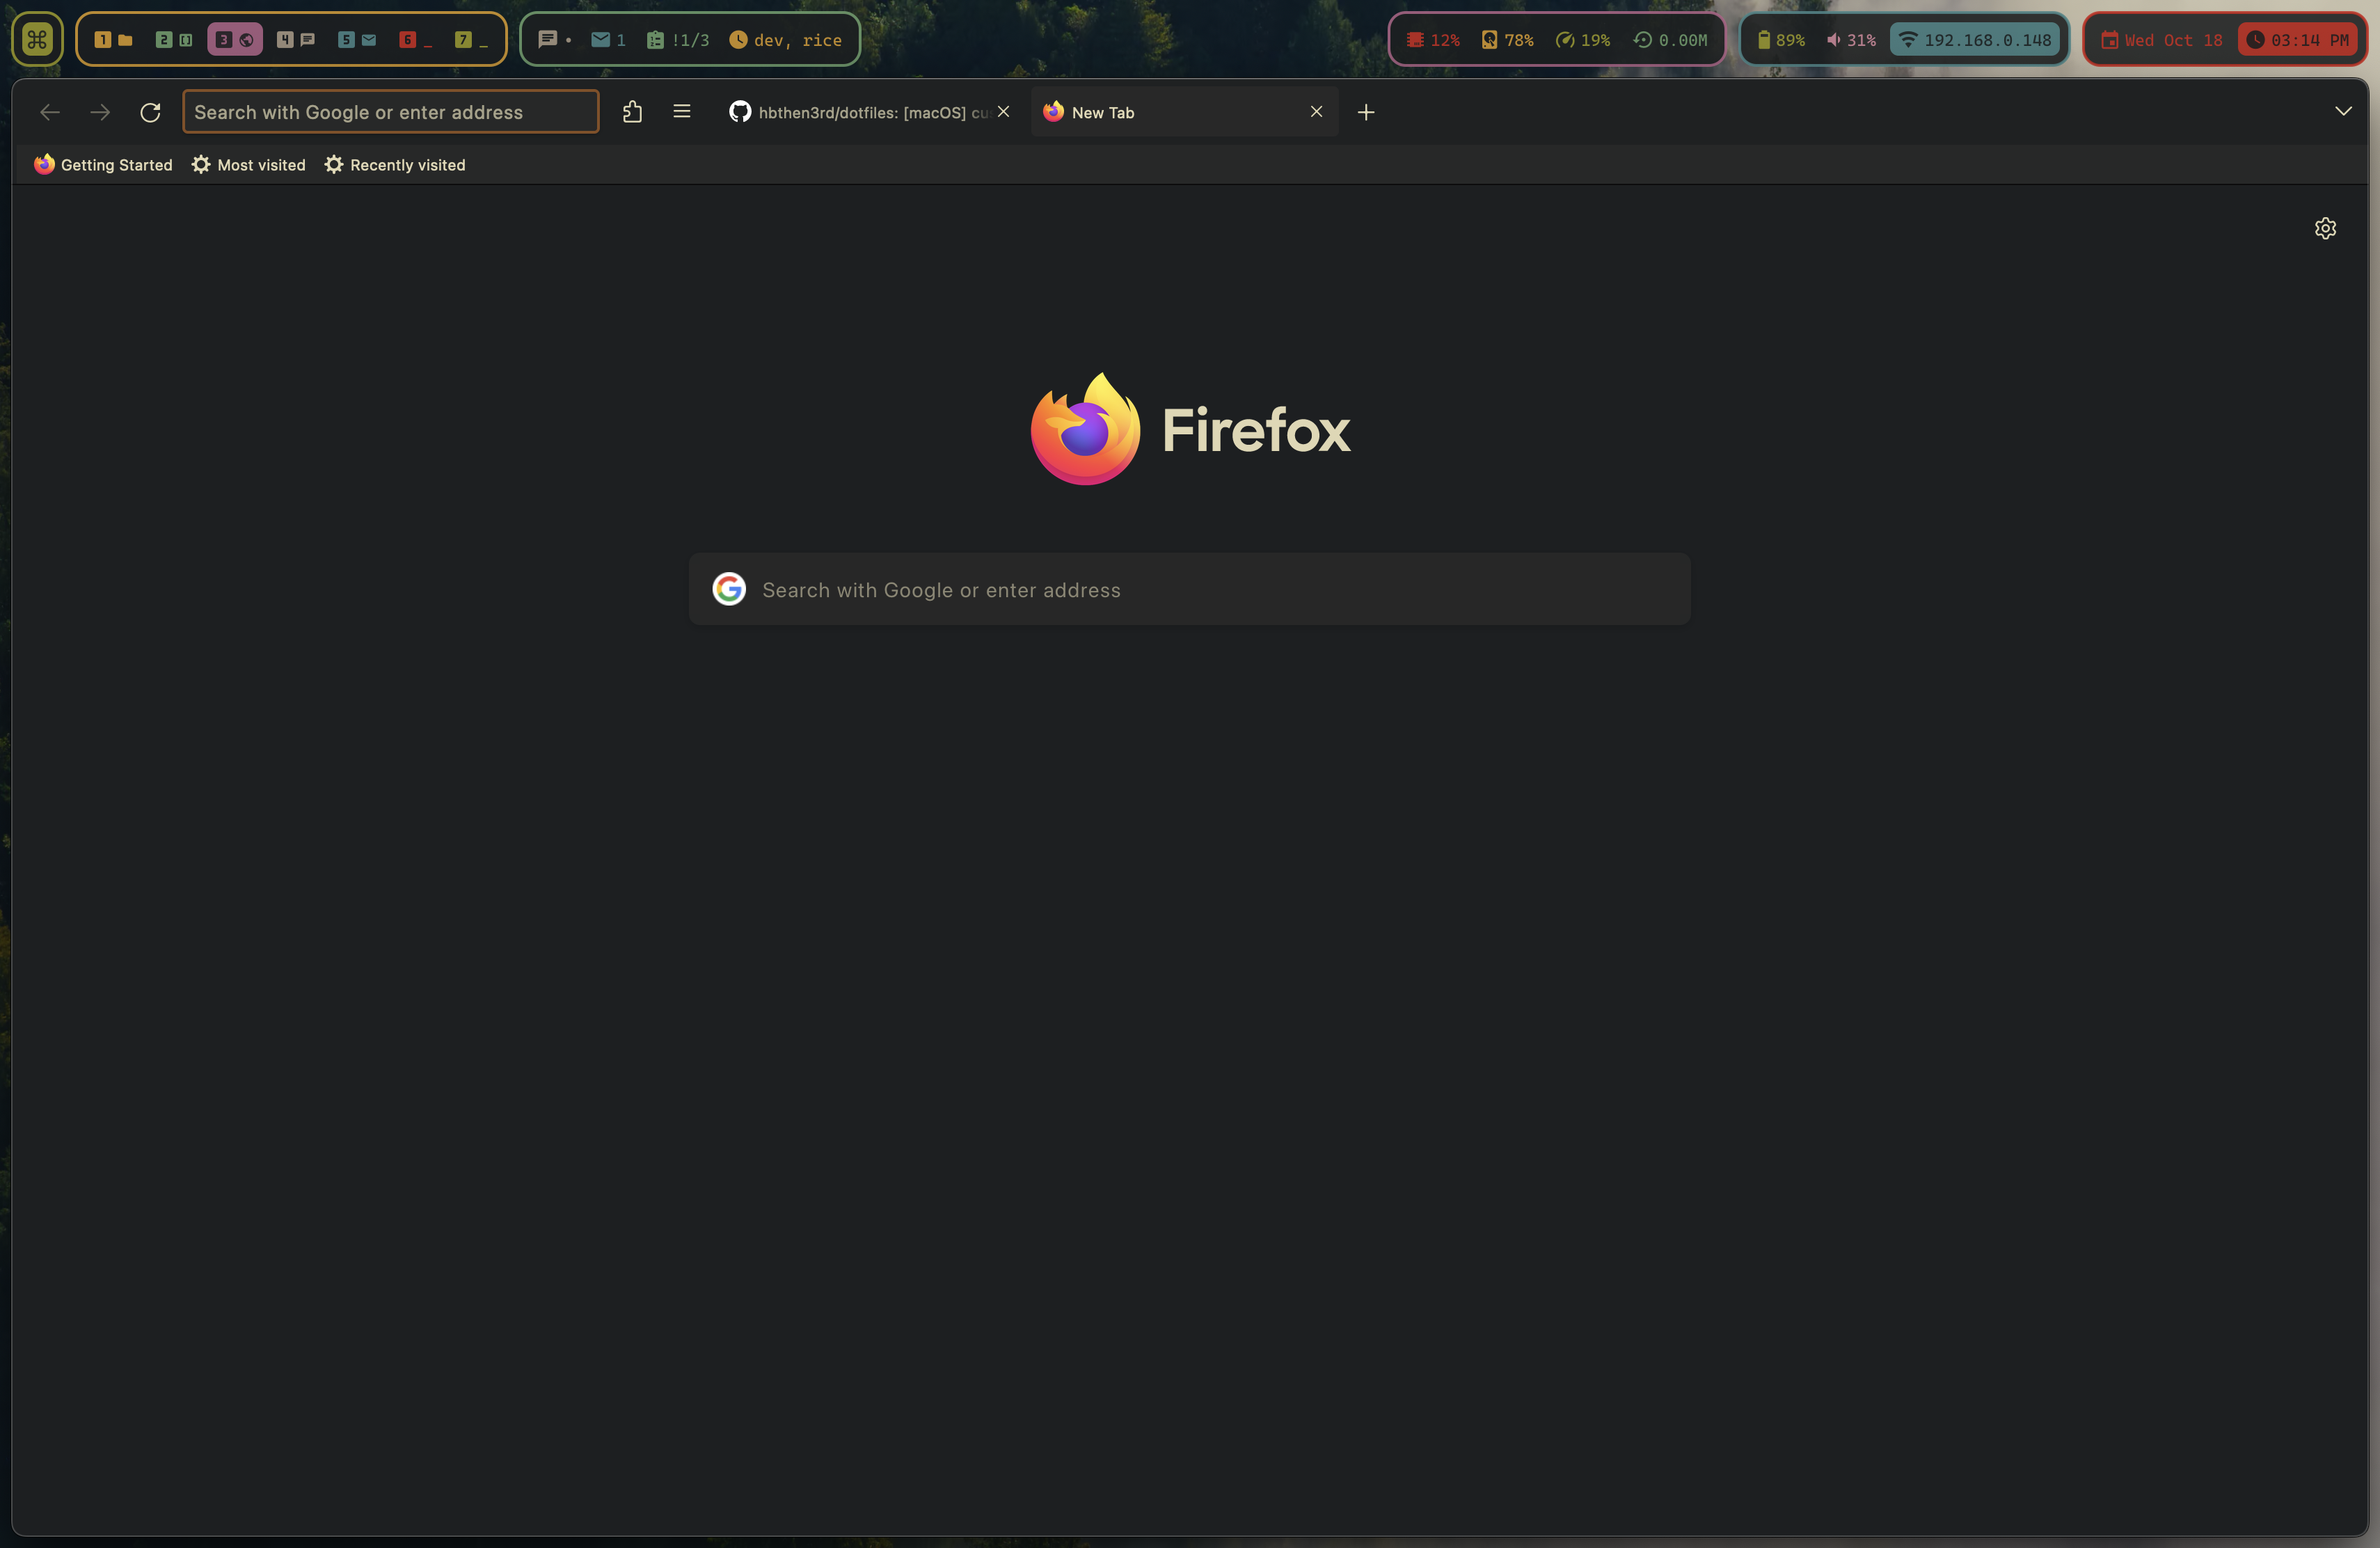 1 2 3 4 5 6 _ 7 _ • 1 !1/3 dev, rice 12% 78% 19% 0.00M 89% 31% 192.168.0.148 Wed Oct 18 03:14 PM
Search with Google or enter address hbthen3rd/dotfiles: [macOS] cu New Tab
Getting Started Most visited Recently visited
Firefox
Search with Google or enter address